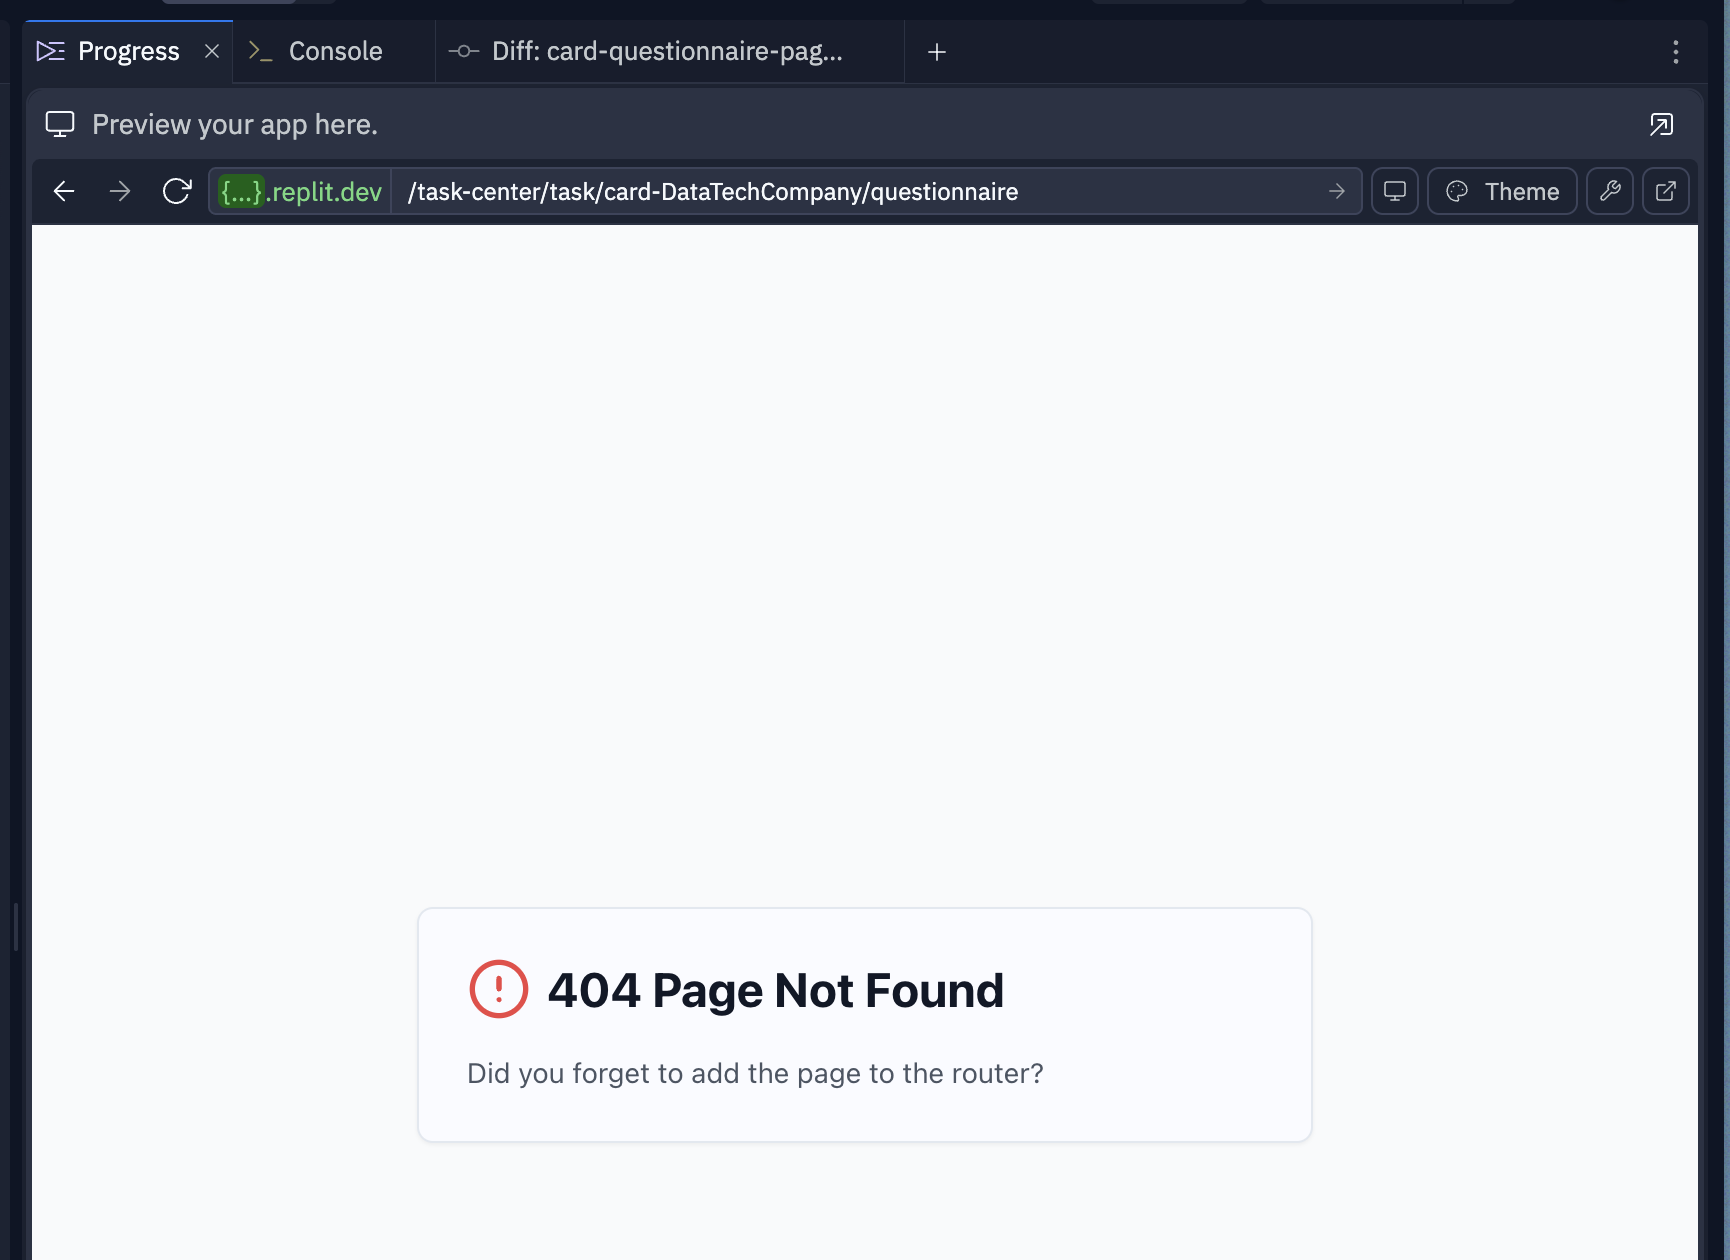 Progress
Console
Diff: card-questionnaire-pag...
Preview your app here.
{...}.replit.dev /task-center/task/card-DataTechCompany/questionnaire
Theme
404 Page Not Found
Did you forget to add the page to the router?